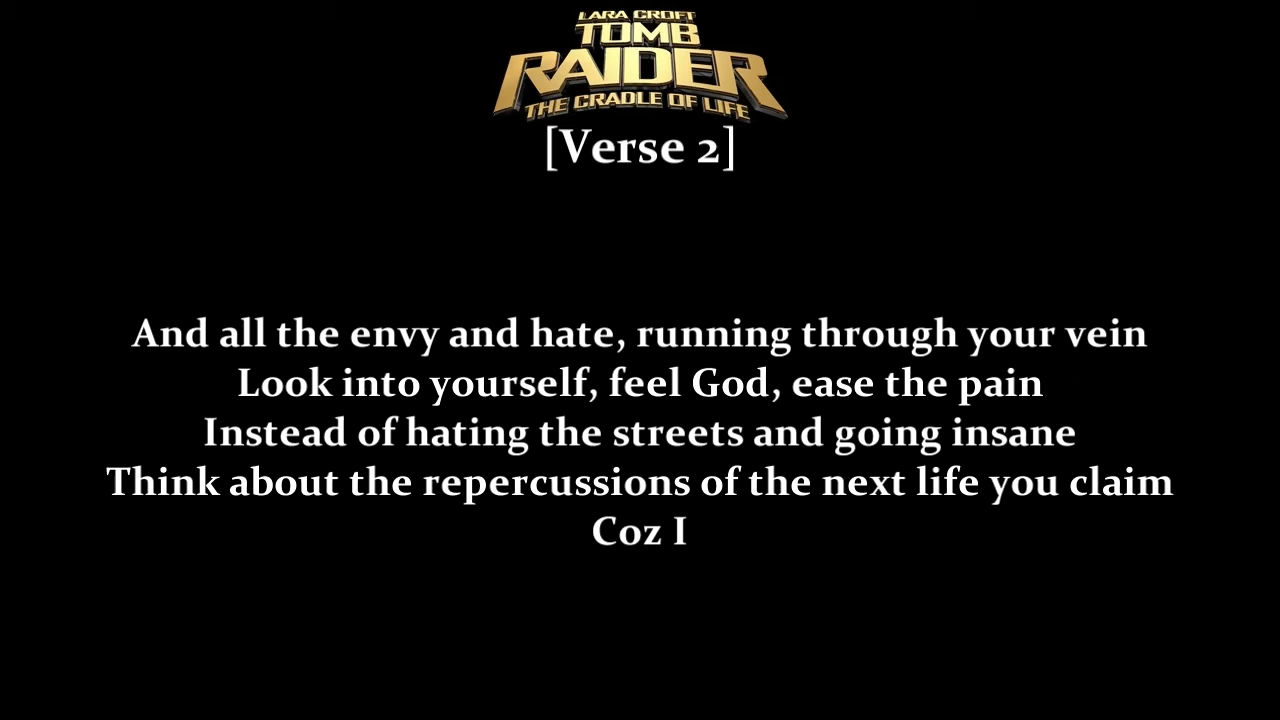 LARA CROFT
TOMB
RAIDER
THE CRADLE OF LIFE
[Verse 2]
And all the envy and hate, running through your vein
Look into yourself, feel God, ease the pain
Instead of hating the streets and going insane
Think about the repercussions of the next life you claim
Coz I